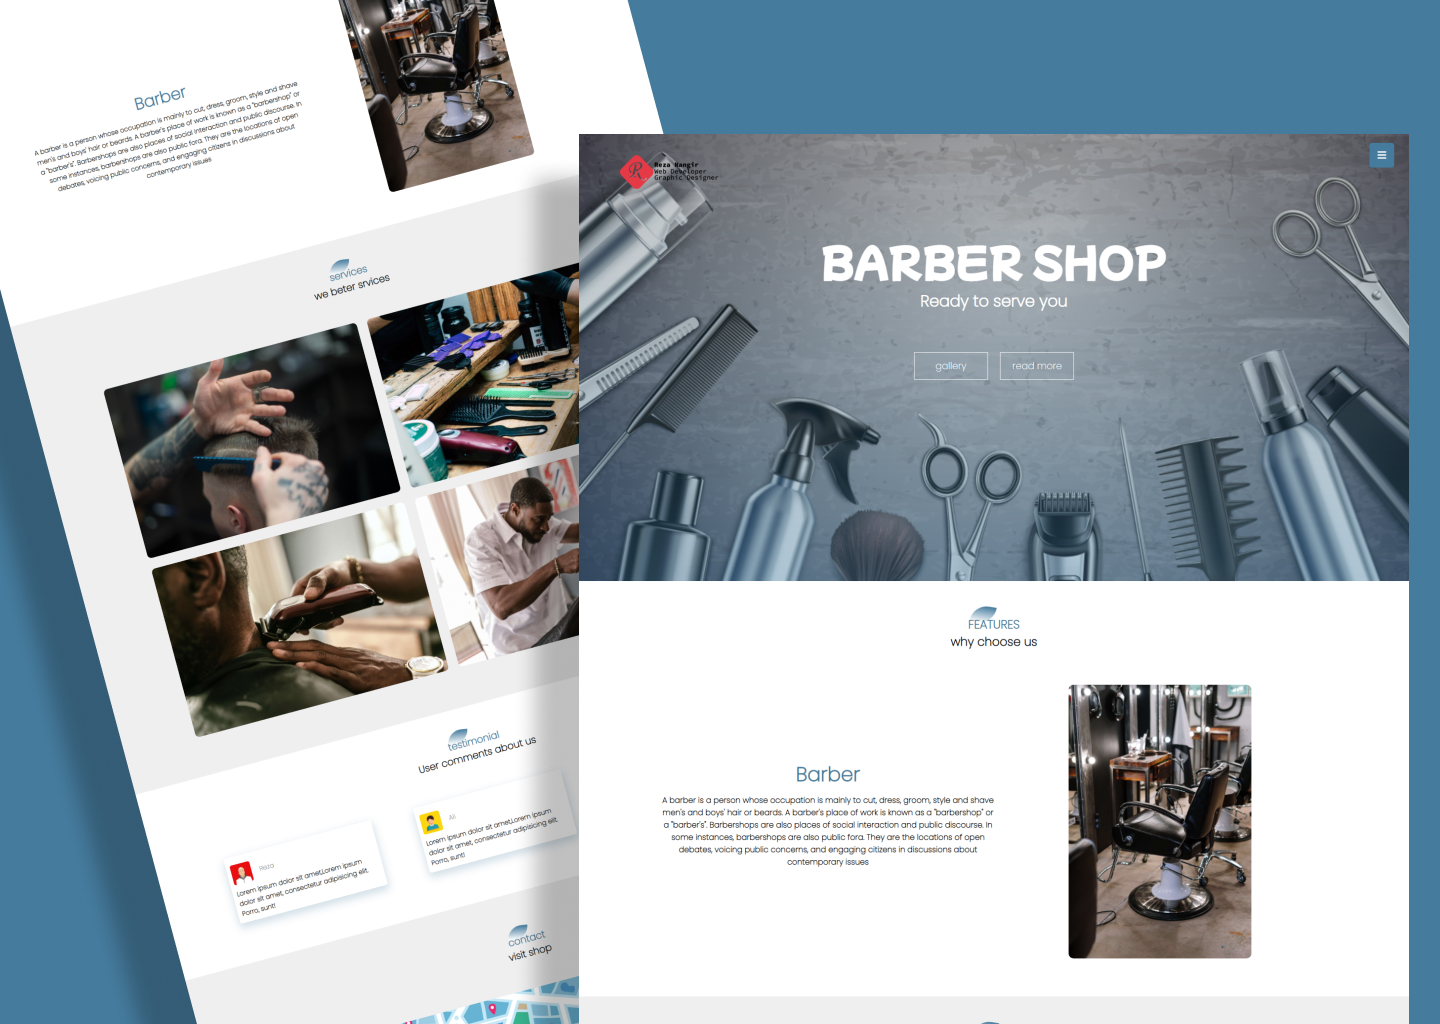 Barber
A barber is a person whose occupation is mainly to cut, dress, groom, style and shave
men's and boys' hair or beards. A barber's place of work is known as a "barbershop" or
a "barber's". Barbershops are also places of social interaction and public discourse. In
some instances, barbershops are also public fora. They are the locations of open
debates, voicing public concerns, and engaging citizens in discussions about
contemporary issues
services
we beter srvices
testimonial
User comments about us
Reza
Lorem ipsum dolor sit amet,Lorem ipsum
dolor sit amet, consectetur adipisicing elit.
Porro, sunt!
Ali
Lorem ipsum dolor sit amet,Lorem ipsum
dolor sit amet, consectetur adipisicing elit.
Porro, sunt!
contact
visit shop
R
Reza Hangir
Web Developer
Graphic Designer
BARBER SHOP
Ready to serve you
gallery
read more
FEATURES
why choose us
Barber
A barber is a person whose occupation is mainly to cut, dress, groom, style and shave
men's and boys' hair or beards. A barber's place of work is known as a "barbershop" or
a "barber's". Barbershops are also places of social interaction and public discourse. In
some instances, barbershops are also public fora. They are the locations of open
debates, voicing public concerns, and engaging citizens in discussions about
contemporary issues